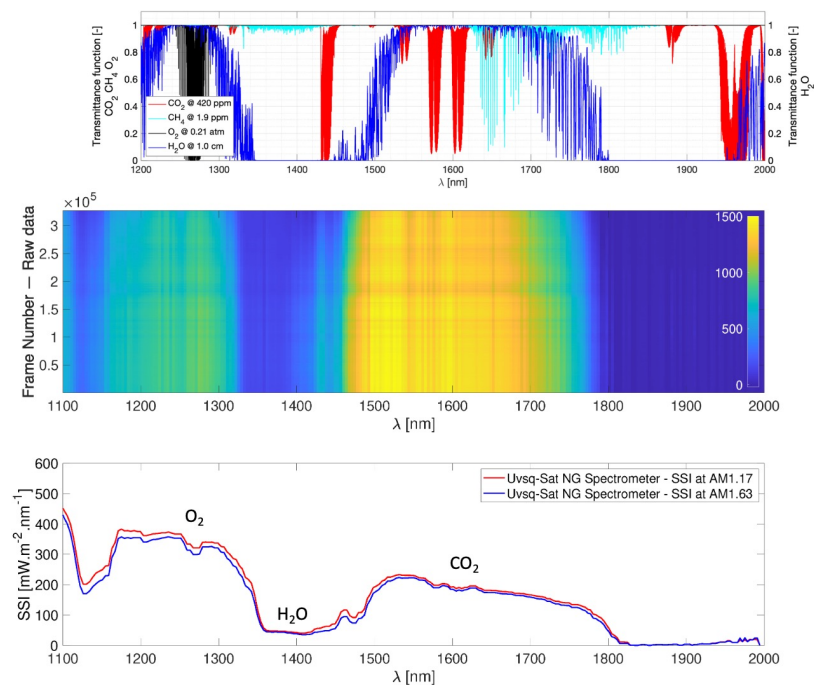 Transmittance function [-]
CO2 CH4 O2
1
0.8
0.6
0.4
0.2
0
CO2 @ 420 ppm
CH4 @ 1.9 ppm
O2 @ 0.21 atm
H2O @ 1.0 cm
1
0.8
0.6
0.4
0.2
0
Transmittance function [-]
H2O
1200 1300 1400 1500 1600 1700 1800 1900 2000
λ [nm]
×10^5
Frame Number — Raw data
3
2.5
2
1.5
1
0.5
1500
1000
500
0
1100 1200 1300 1400 1500 1600 1700 1800 1900 2000
λ [nm]
SSI [mW.m-2.nm-1]
600
500
400
300
200
100
0
Uvsq-Sat NG Spectrometer - SSI at AM1.17
Uvsq-Sat NG Spectrometer - SSI at AM1.63
O2
CO2
H2O
1100 1200 1300 1400 1500 1600 1700 1800 1900 2000
λ [nm]